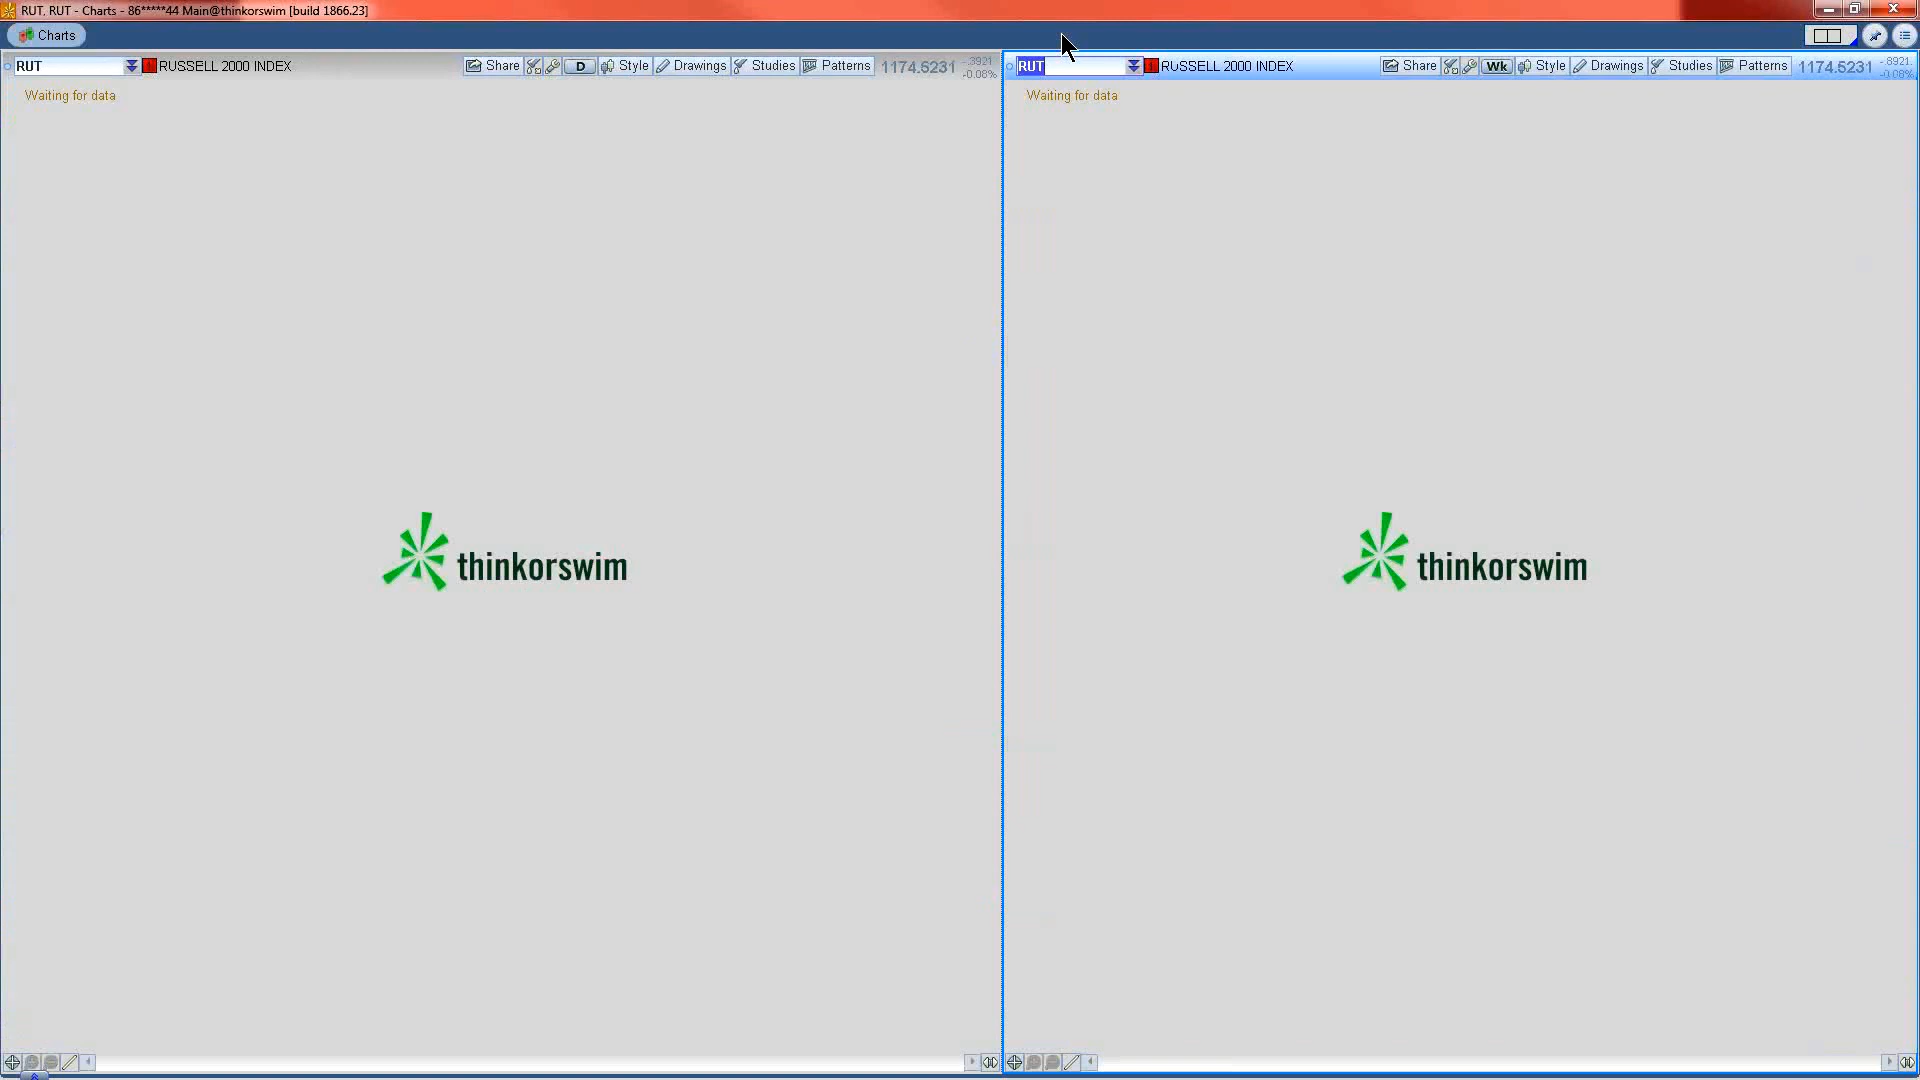 RUT, RUT - Charts - 86*****44 Main@thinkorswim [build 1866.23]
Charts
RUT RUSSELL 2000 INDEX Share D Style Drawings Studies Patterns 1174.5231 -.3921 -0.08%
RUT RUSSELL 2000 INDEX Share Wk Style Drawings Studies Patterns 1174.5231 -.8921 -0.08%
Waiting for data
Waiting for data
thinkorswim
thinkorswim